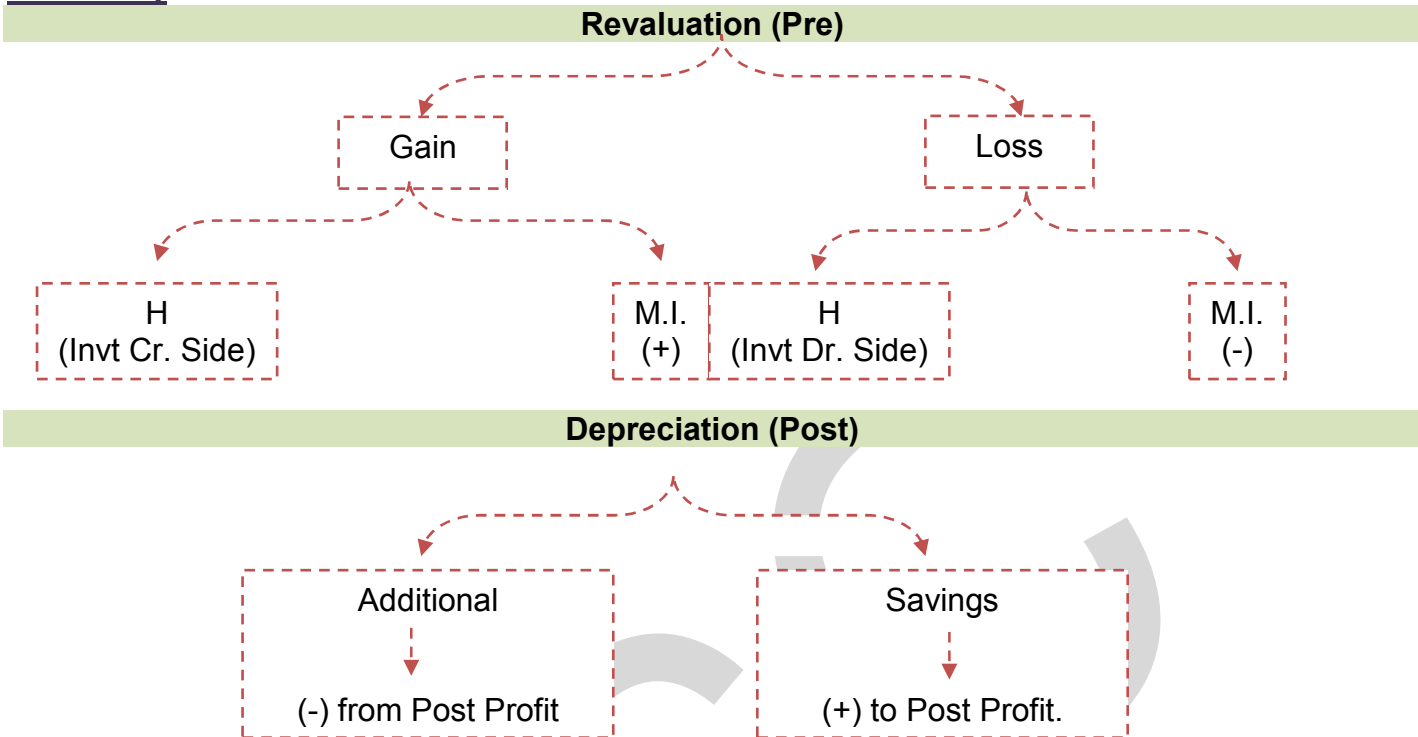 Revaluation (Pre)
Gain
Loss
H
(Invt Cr. Side)
M.I.
(+)
H
(Invt Dr. Side)
M.I.
(-)
Depreciation (Post)
Additional
(-) from Post Profit
Savings
(+) to Post Profit.